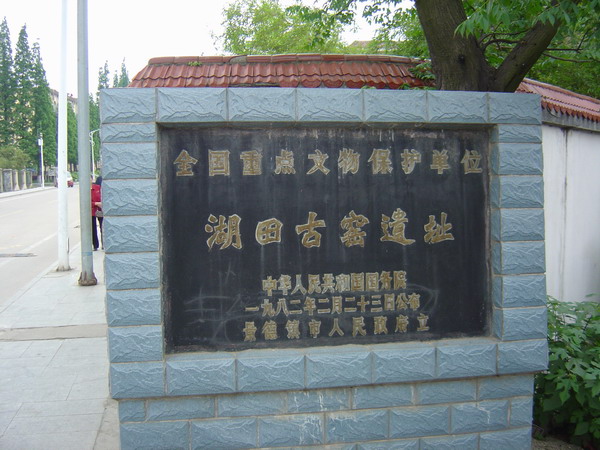 全国重点文物保护单位
湖田古窑遗址
中华人民共和国国务院
一九八二年二月二十三日公布
景德镇市人民政府立